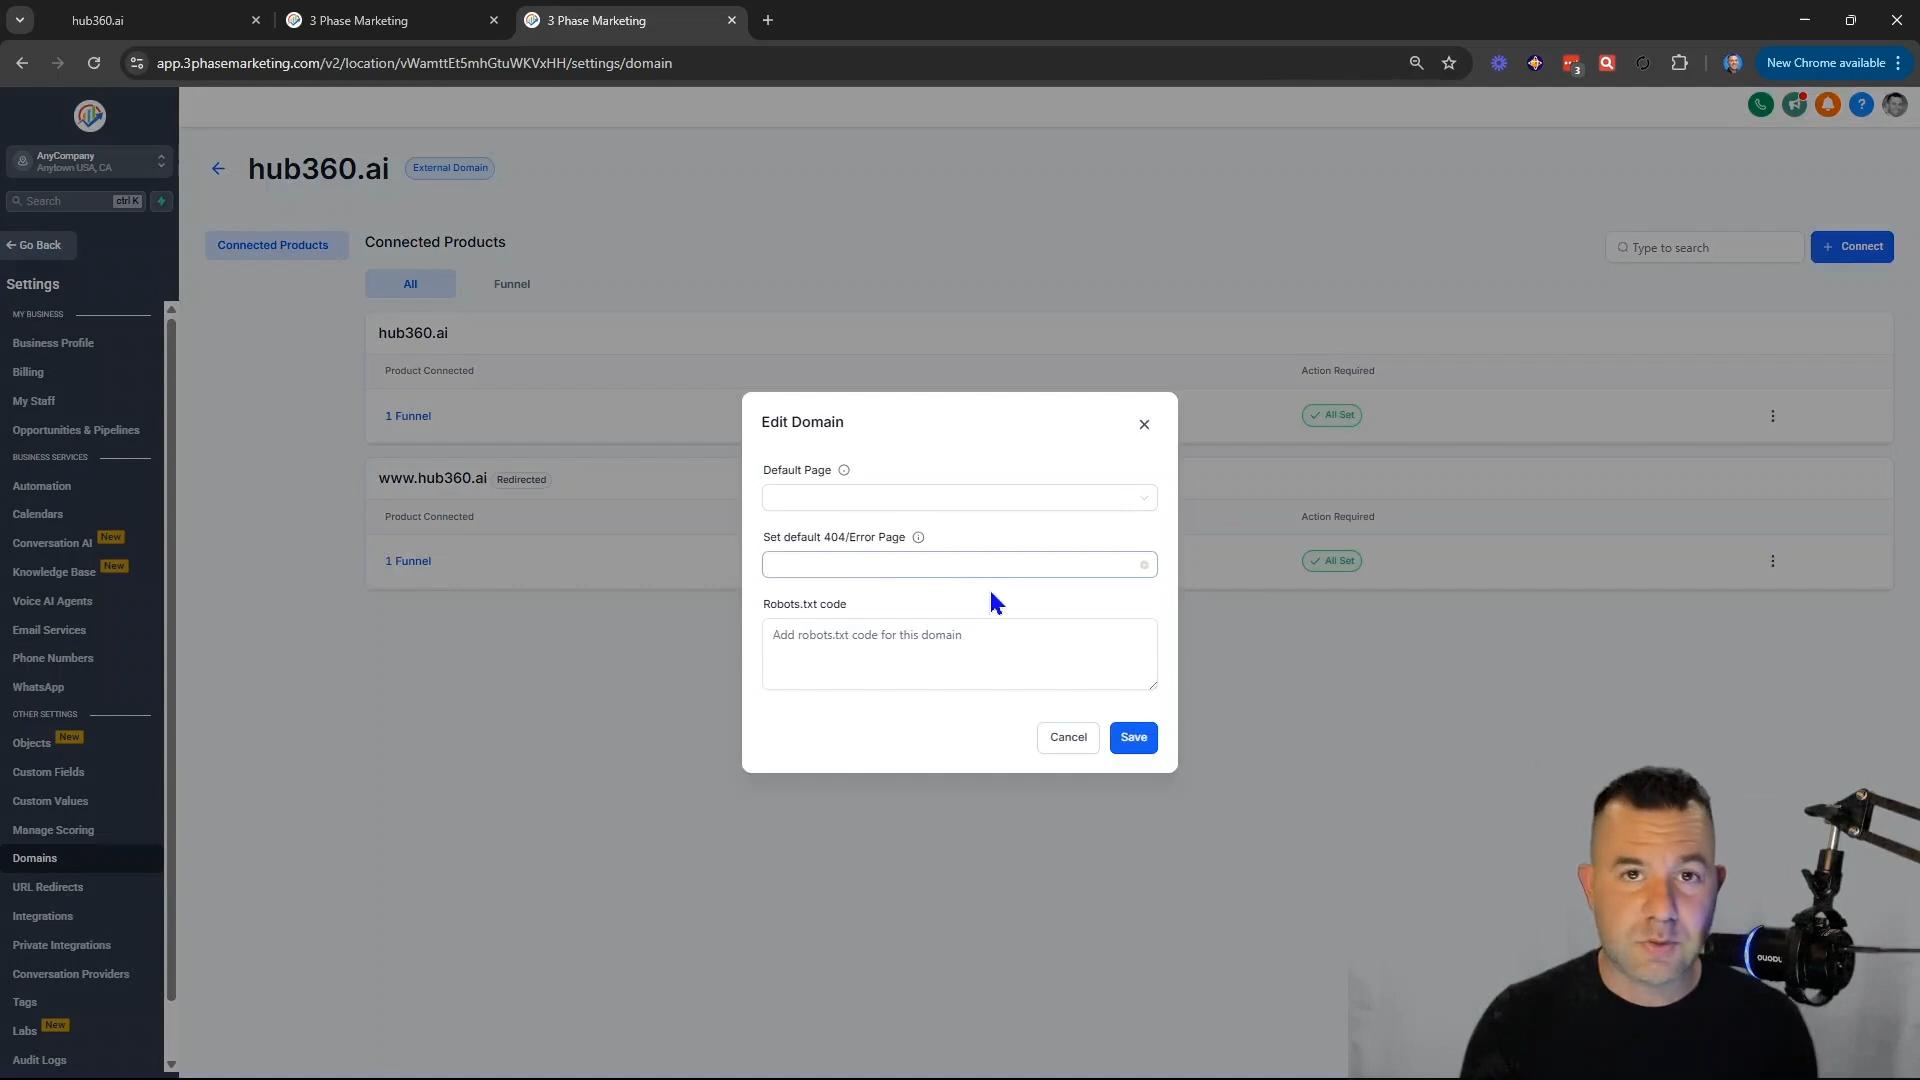 hub360.ai
3 Phase Marketing
3 Phase Marketing
app.3phasemarketing.com/v2/location/vWamttEt5mhGtuWKVxHH/settings/domain
3
New Chrome available
AnyCompany
Anytown USA, CA
Search
ctrl K
Go Back
Settings
MY BUSINESS
Business Profile
Billing
My Staff
Opportunities & Pipelines
BUSINESS SERVICES
Automation
Calendars
Conversation AI New
Knowledge Base New
Voice AI Agents
Email Services
Phone Numbers
WhatsApp
OTHER SETTINGS
Objects New
Custom Fields
Custom Values
Manage Scoring
Domains
URL Redirects
Integrations
Private Integrations
Conversation Providers
Tags
Labs New
Audit Logs
hub360.ai External Domain
Connected Products
Connected Products
Type to search
+ Connect
All
Funnel
hub360.ai
Product Connected
Action Required
1 Funnel
All Set
www.hub360.ai Redirected
Product Connected
Action Required
1 Funnel
All Set
Edit Domain
Default Page
Set default 404/Error Page
Robots.txt code
Add robots.txt code for this domain
Cancel
Save